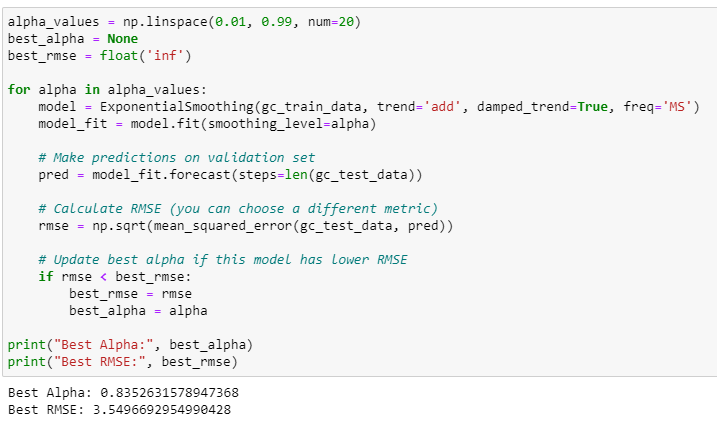 alpha_values = np.linspace(0.01, 0.99, num=20)
best_alpha = None
best_rmse = float('inf')

for alpha in alpha_values:
    model = ExponentialSmoothing(gc_train_data, trend='add', damped_trend=True, freq='MS')
    model_fit = model.fit(smoothing_level=alpha)

    # Make predictions on validation set
    pred = model_fit.forecast(steps=len(gc_test_data))

    # Calculate RMSE (you can choose a different metric)
    rmse = np.sqrt(mean_squared_error(gc_test_data, pred))

    # Update best alpha if this model has lower RMSE
    if rmse < best_rmse:
        best_rmse = rmse
        best_alpha = alpha

print("Best Alpha:", best_alpha)
print("Best RMSE:", best_rmse)
Best Alpha: 0.8352631578947368
Best RMSE: 3.5496692954990428